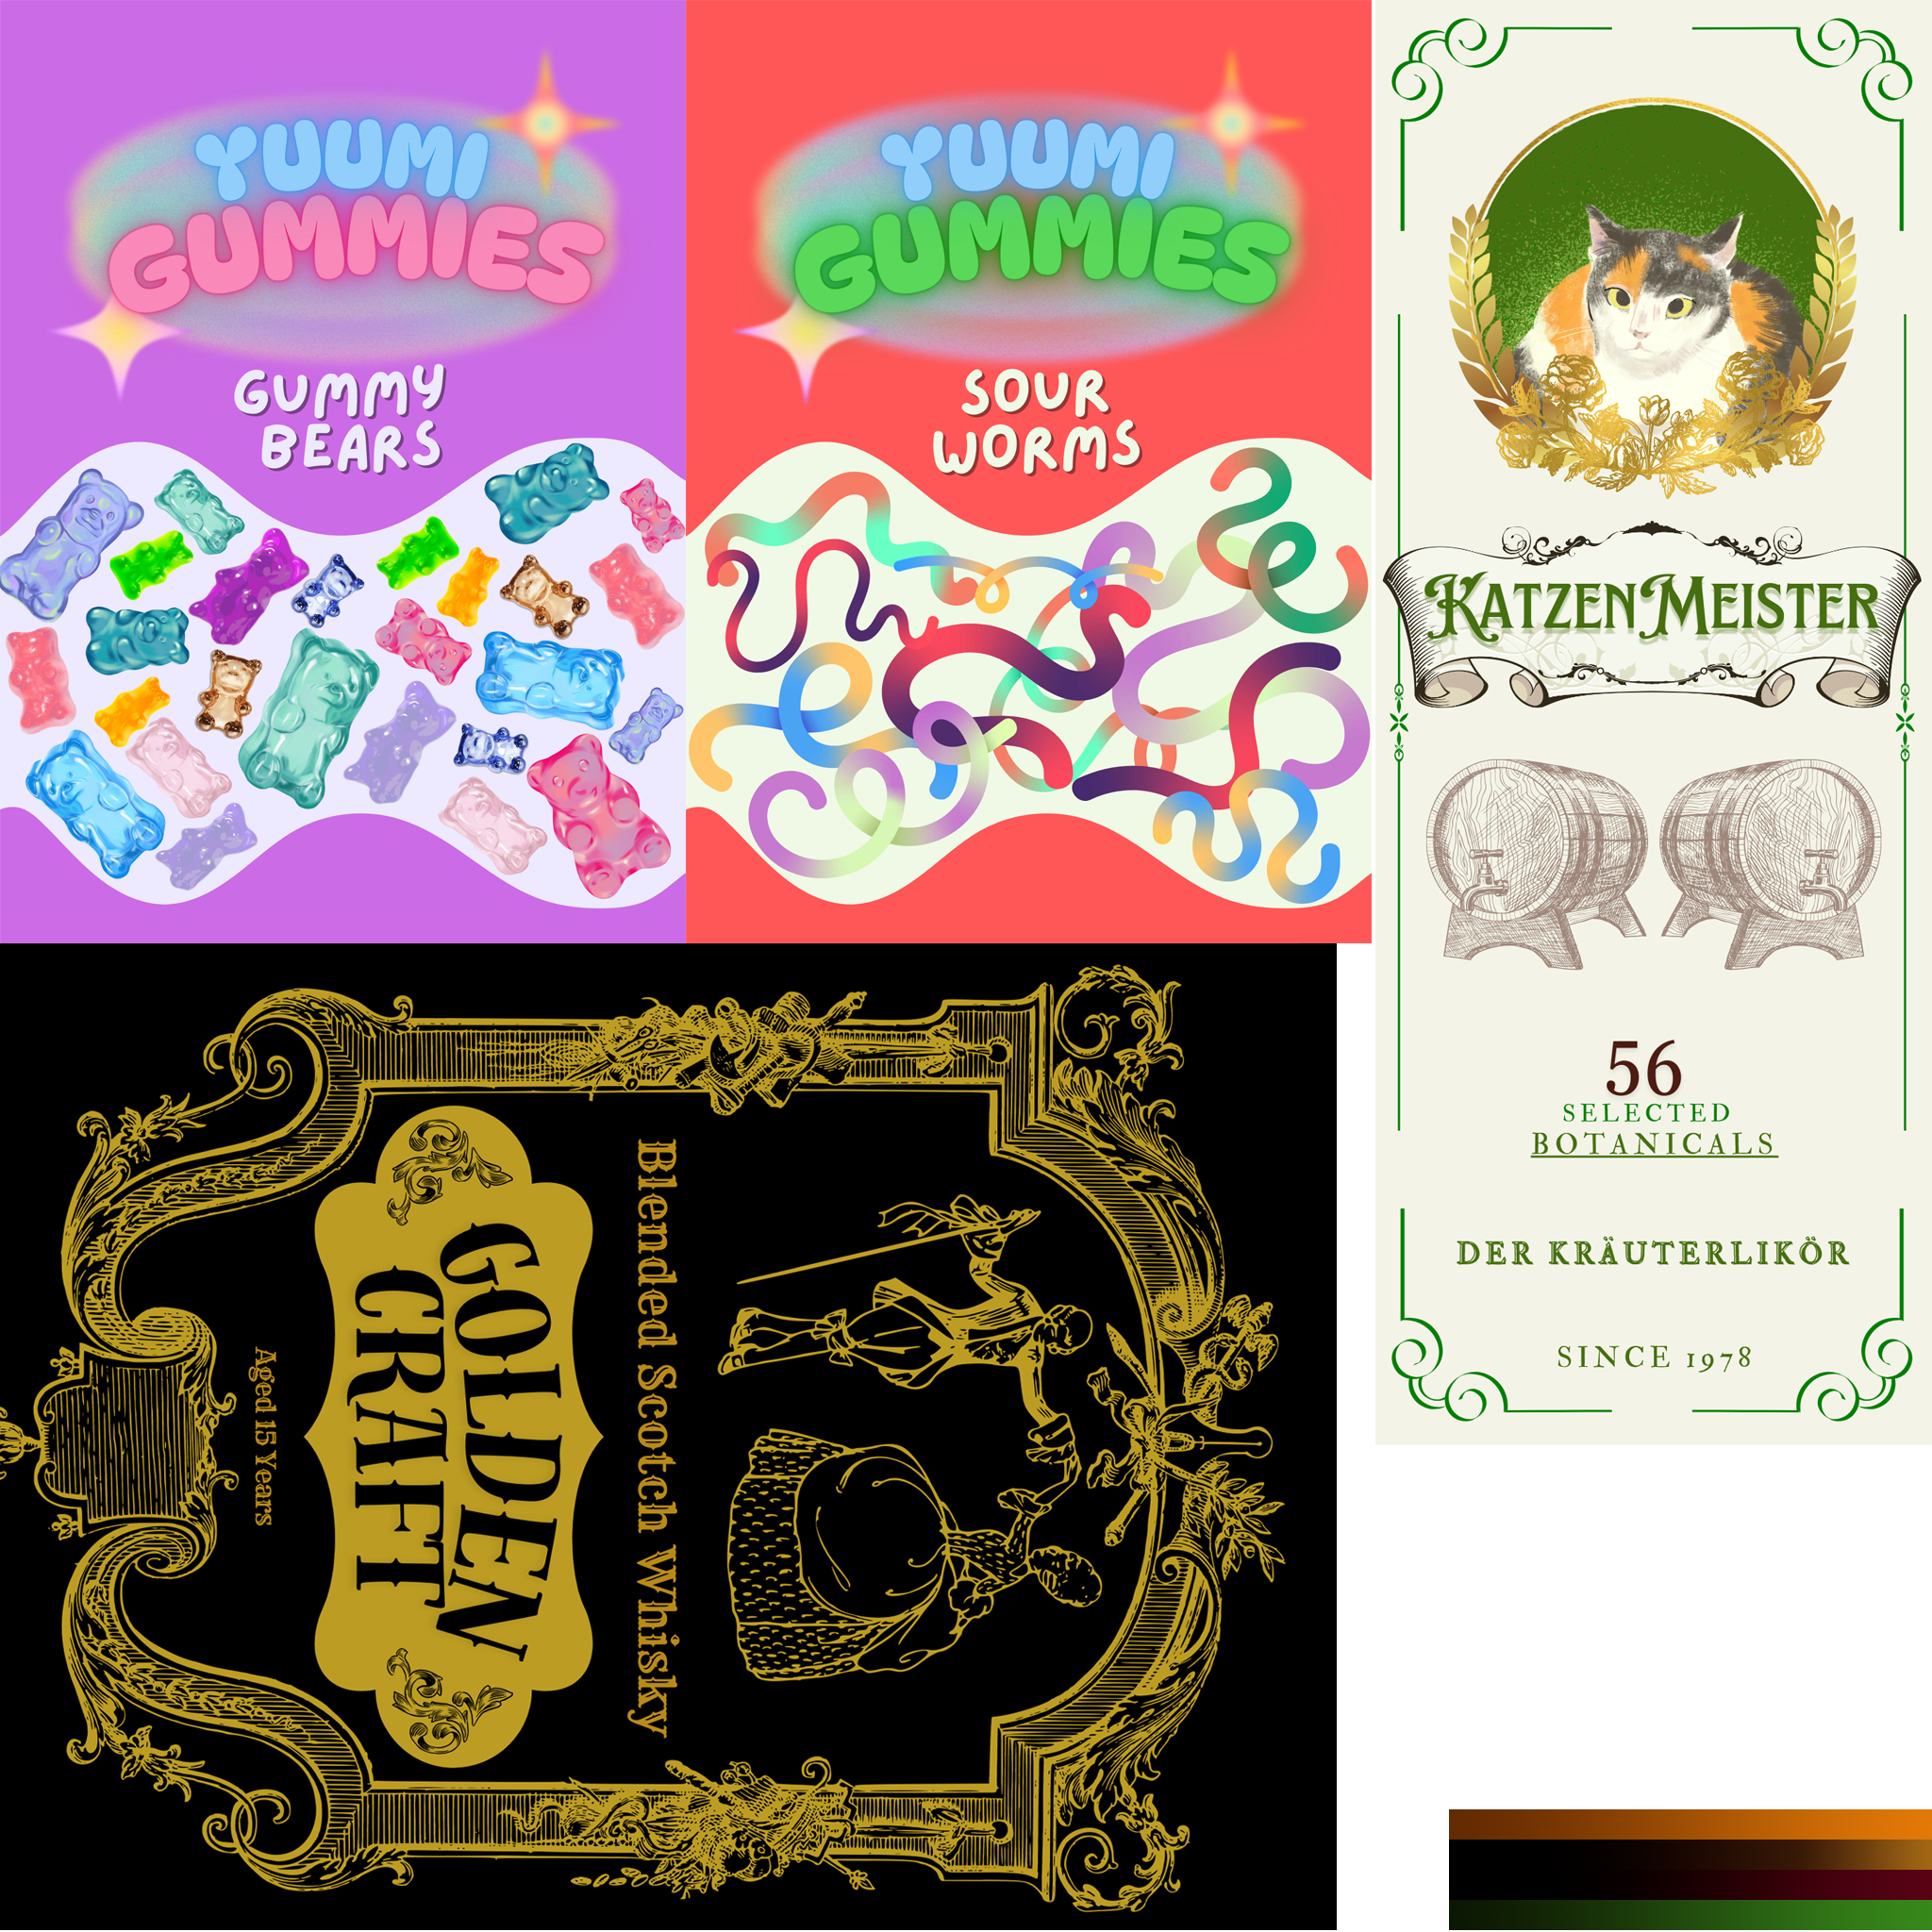 YUUMI
GUMMIES
GUMMY
BEARS
YUUMI
GUMMIES
SOUR
WORMS
KATZENMEISTER
56
SELECTED
BOTANICALS
DER KRÄUTERLIKÖR
SINCE 1978
Blended Scotch Whisky
GOLDEN
CRAFT
Aged 15 Years